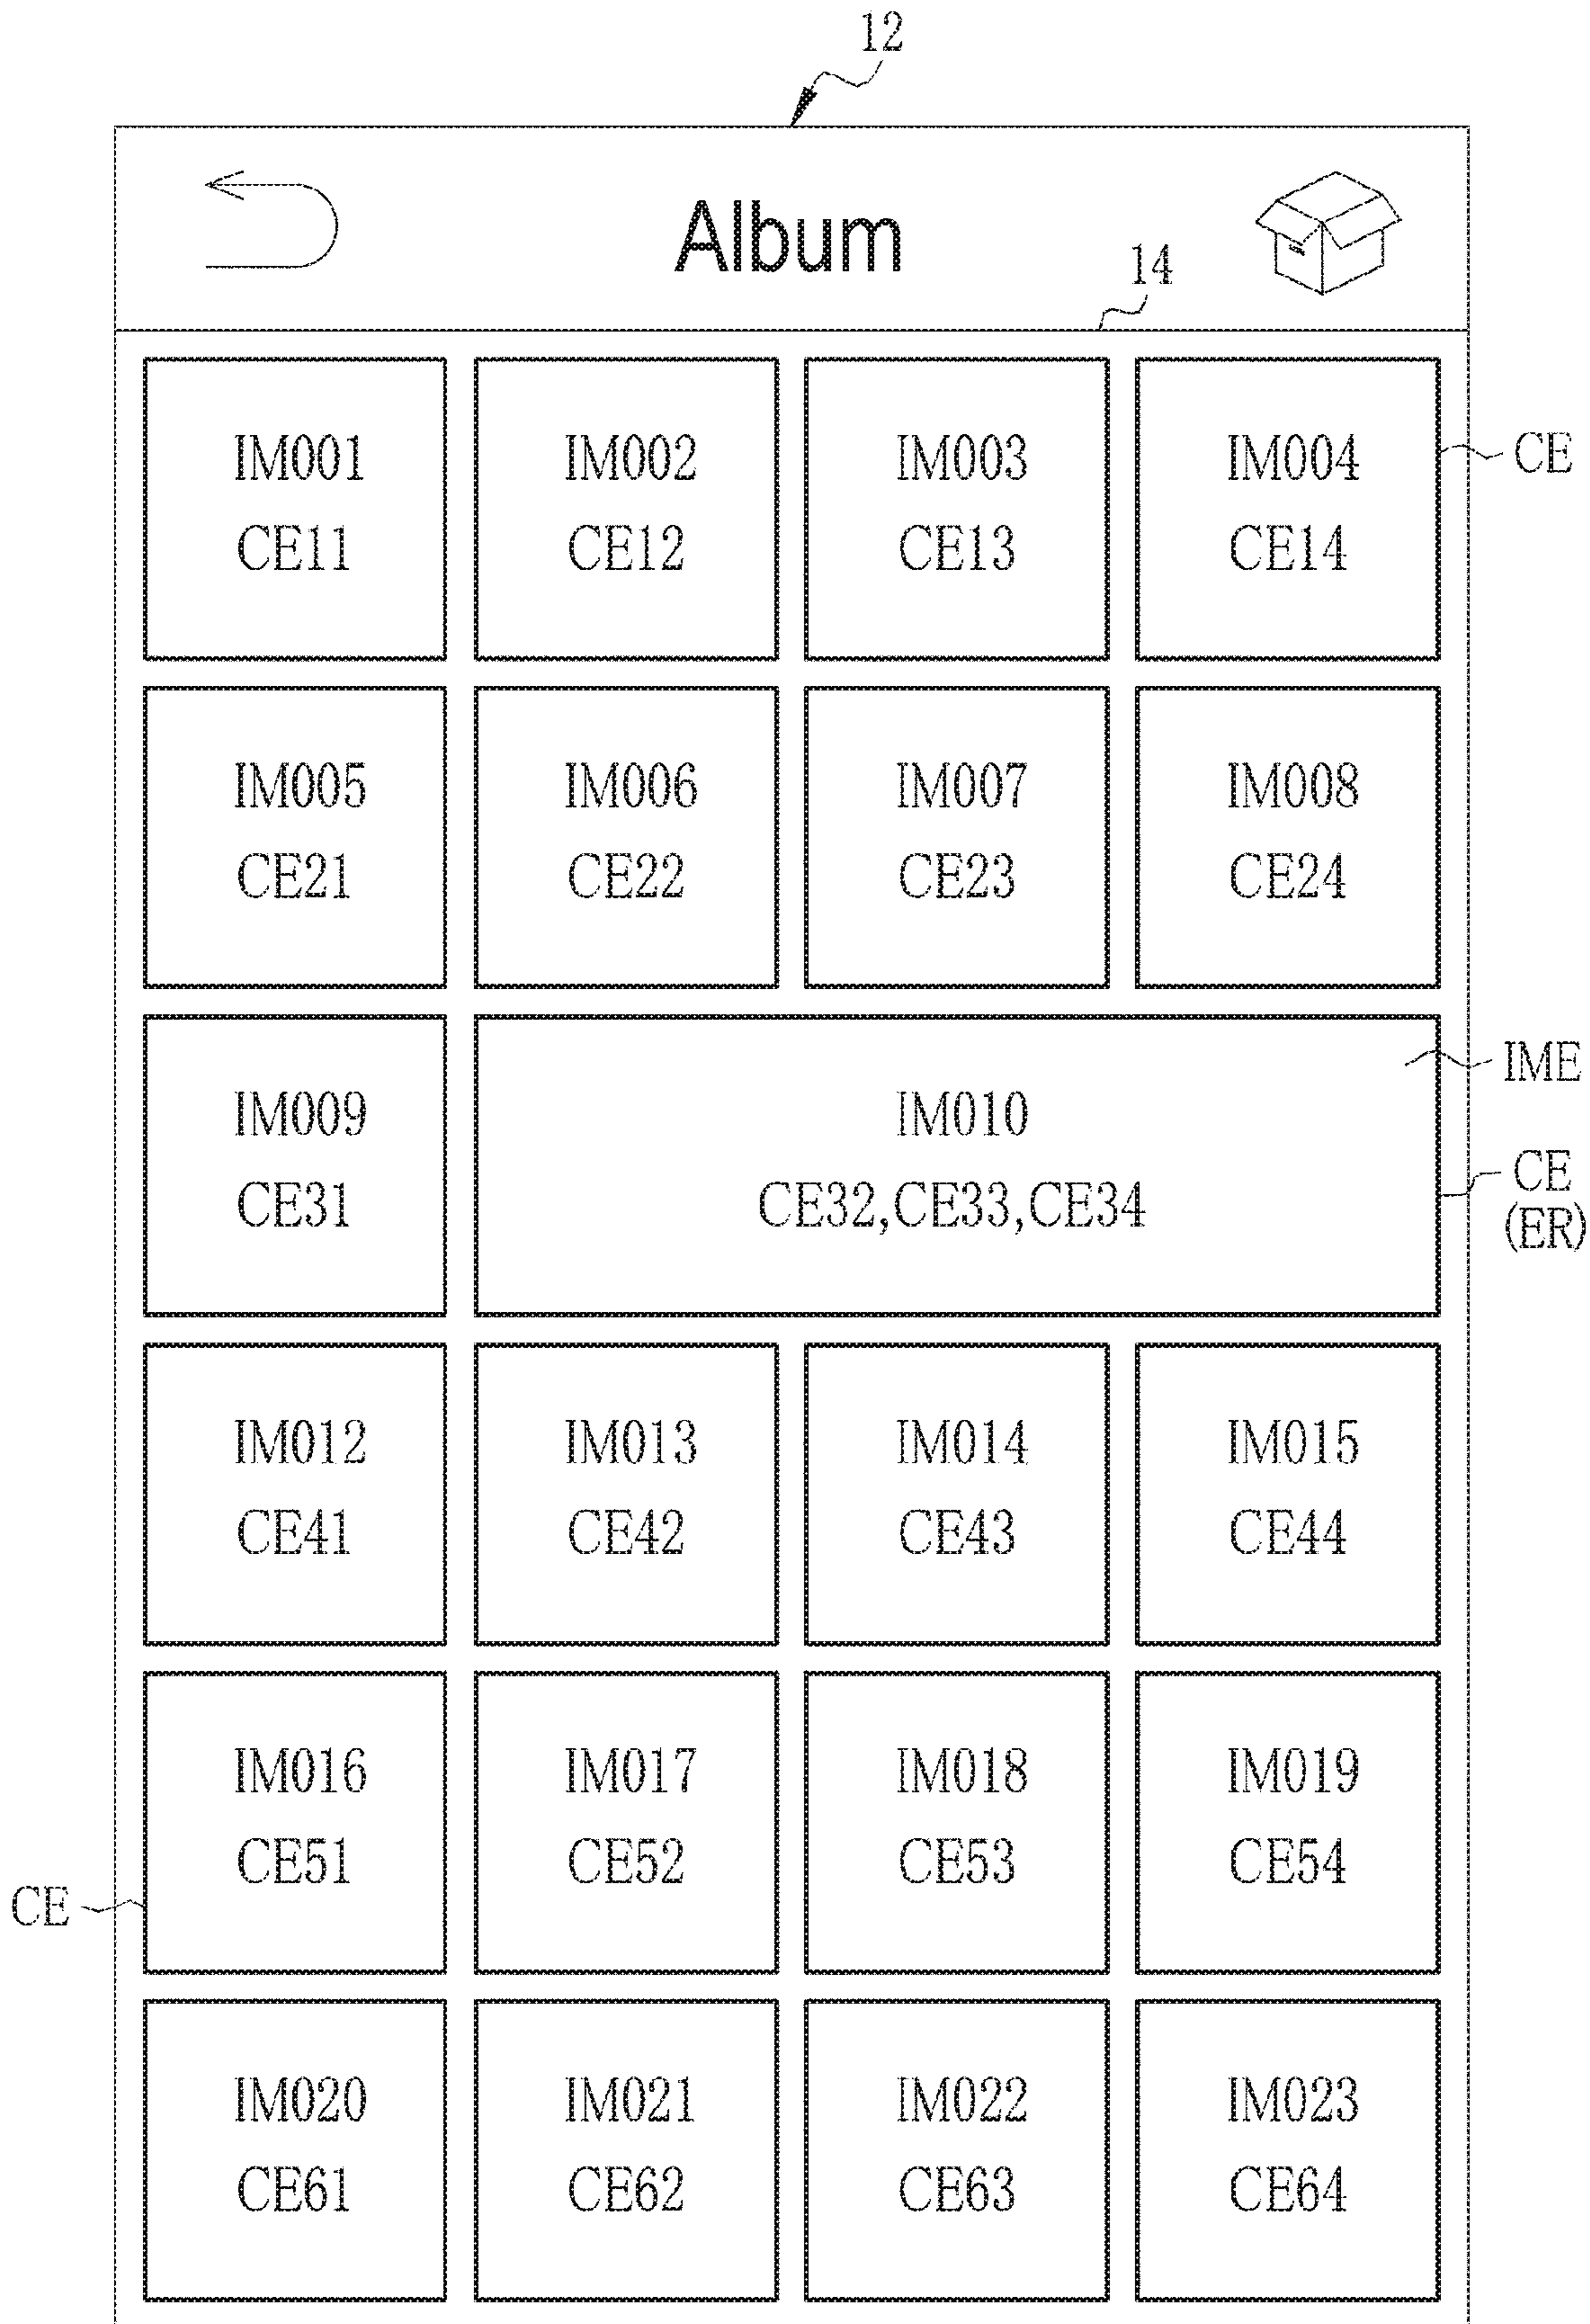 12
Album
14
IM001 IM002 IM003 IM004
CE
CE11 CE12 CE13 CE14
IM005 IM006 IM007 IM008
CE21 CE22 CE23 CE24
IME
IM009 IM010
CE
(ER)
CE31 CE32,CE33,CE34
IM012 IM013 IM014 IM015
CE41 CE42 CE43 CE44
IM016 IM017 IM018 IM019
CE51 CE52 CE53 CE54
CE
IM020 IM021 IM022 IM023
CE61 CE62 CE63 CE64